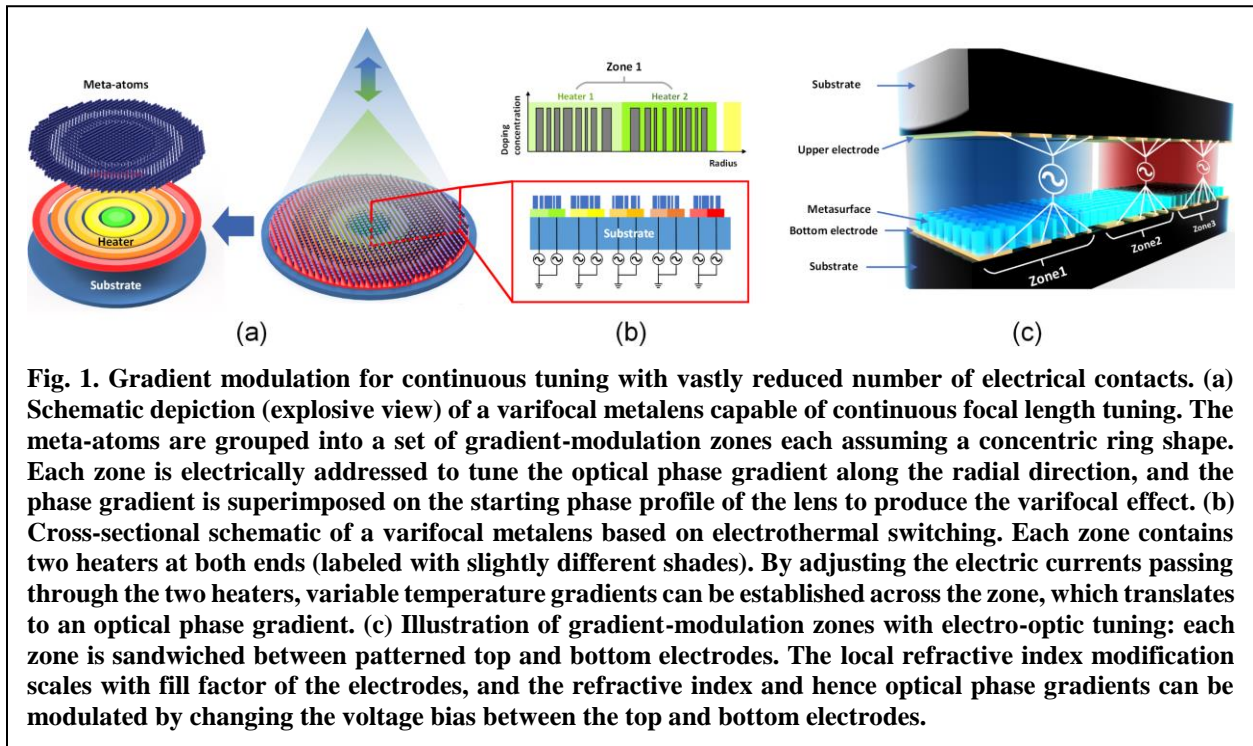 Meta-atoms
Heater
Substrate
(a)
Zone 1
Heater 1 Heater 2
Doping
concentration
Radius
Substrate
(b)
Substrate
Upper electrode
Metasurface
Bottom electrode
Substrate
Zone1
Zone2
Zone3
(c)
Fig. 1. Gradient modulation for continuous tuning with vastly reduced number of electrical contacts. (a)
Schematic depiction (explosive view) of a varifocal metalens capable of continuous focal length tuning. The
meta-atoms are grouped into a set of gradient-modulation zones each assuming a concentric ring shape.
Each zone is electrically addressed to tune the optical phase gradient along the radial direction, and the
phase gradient is superimposed on the starting phase profile of the lens to produce the varifocal effect. (b)
Cross-sectional schematic of a varifocal metalens based on electrothermal switching. Each zone contains
two heaters at both ends (labeled with slightly different shades). By adjusting the electric currents passing
through the two heaters, variable temperature gradients can be established across the zone, which translates
to an optical phase gradient. (c) Illustration of gradient-modulation zones with electro-optic tuning: each
zone is sandwiched between patterned top and bottom electrodes. The local refractive index modification
scales with fill factor of the electrodes, and the refractive index and hence optical phase gradients can be
modulated by changing the voltage bias between the top and bottom electrodes.